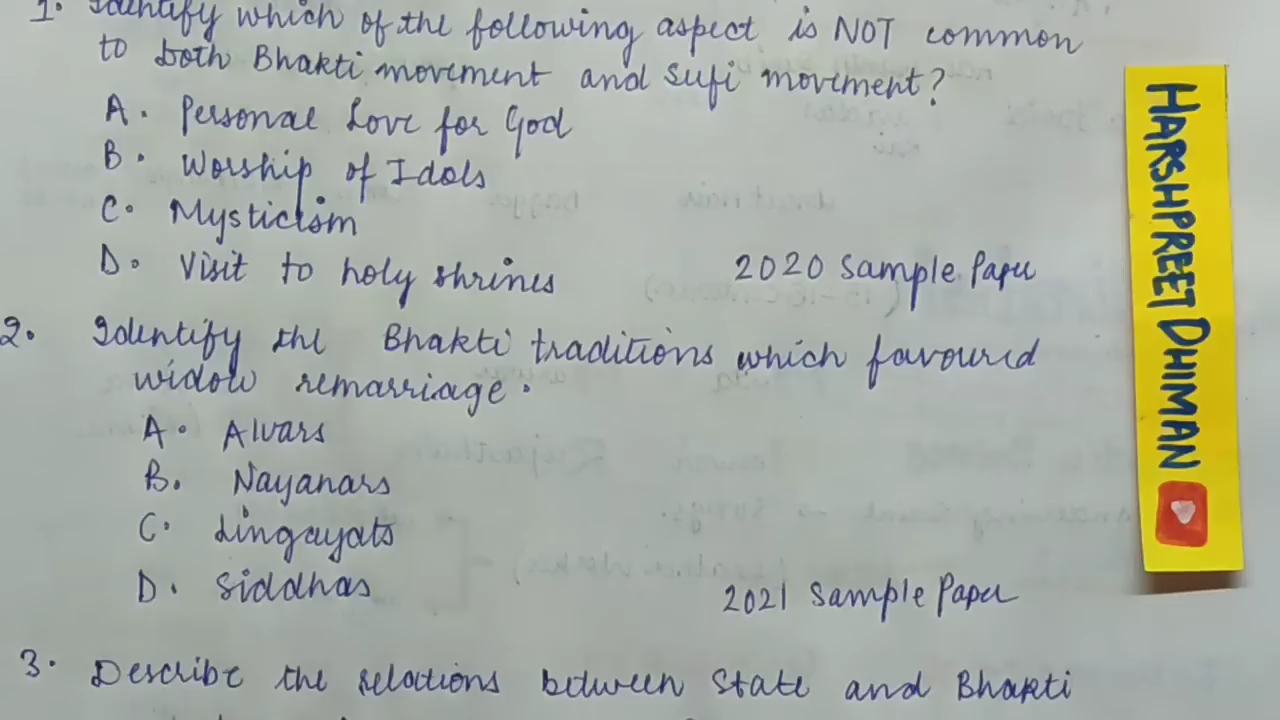 1. Identify which of the following aspect is NOT common
to both Bhakti movement and Sufi movement?
A. Personal Love for God
B. Worship of Idols
C. Mysticism
D. Visit to holy shrines
2020 Sample Paper
2. Identify the Bhakti traditions which favoured
widow remarriage.
A. Alvars
B. Nayanars
C. Lingayats
D. Siddhas
2021 Sample Paper
3. Describe the relations between State and Bhakti
HARSHPREET DHIMAN